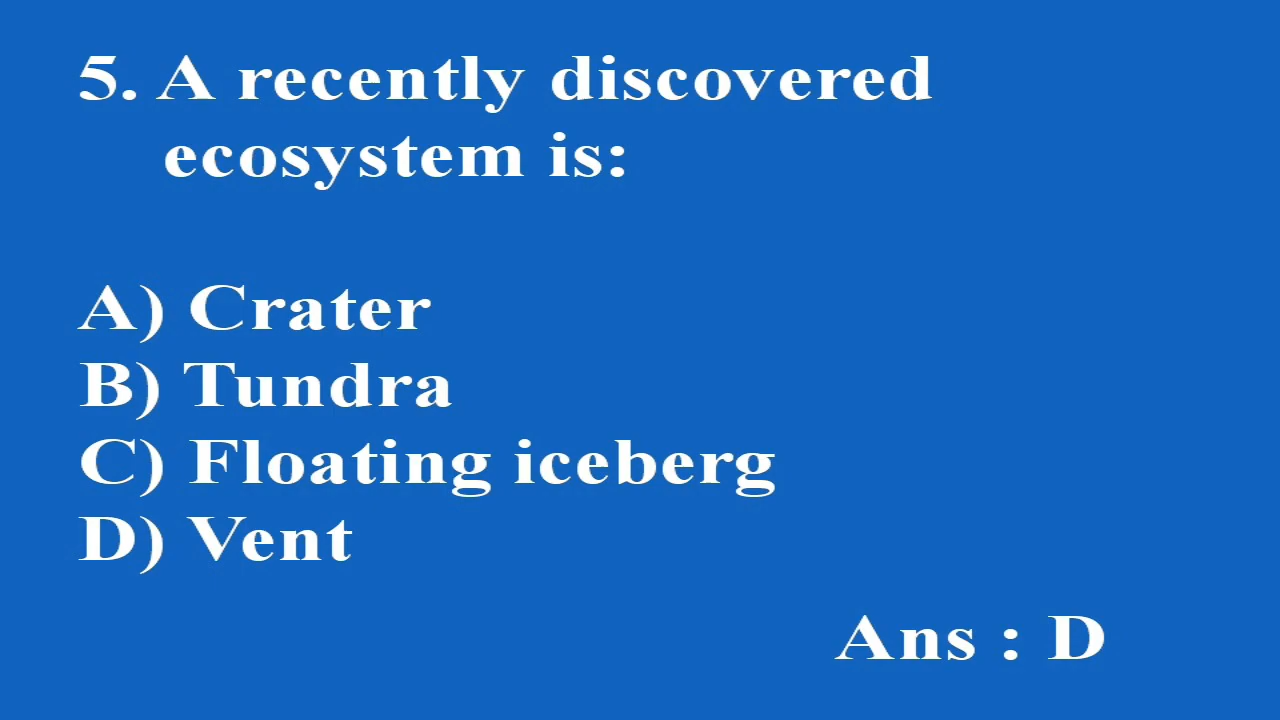 5. A recently discovered
ecosystem is:
A) Crater
B) Tundra
C) Floating iceberg
D) Vent
Ans : D